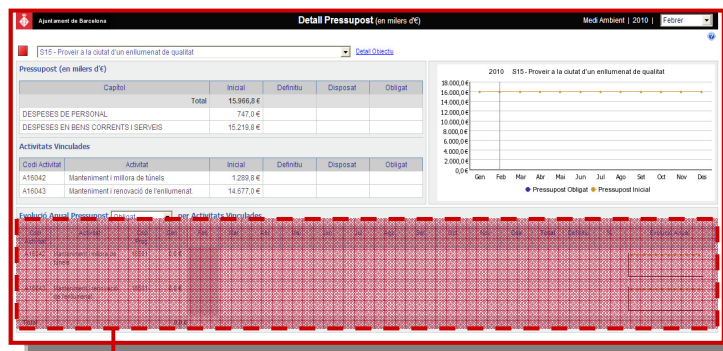 Ajuntament de Barcelona
Detall Pressupost (en milers d'€)
Medi Ambient | 2010 | Febrer
S15 - Proveir a la ciutat d'un enllumenat de qualitat
Detall Objectiu
Pressupost (en milers d'€)
Capítol Inicial Definitiu Disposat Obligat
Total 15.966,8 €
DESPESES DE PERSONAL 747,0 €
DESPESES EN BENS CORRENTS I SERVEIS 15.219,8 €
Activitats Vinculades
Codi Activitat Activitat Inicial Definitiu Disposat Obligat
A16042 Manteniment i millora de túnels 1.289,8 €
A16043 Manteniment i renovació de l'enllumenat. 14.677,0 €
2010 S15 - Proveir a la ciutat d'un enllumenat de qualitat
18.000,0 €
16.000,0 €
14.000,0 €
12.000,0 €
10.000,0 €
8.000,0 €
6.000,0 €
4.000,0 €
2.000,0 €
0,0 €
Gen Feb Mar Abr Mai Jun Jul Ago Set Oct Nov Des
Pressupost Obligat Pressupost Inicial
Evolució Anual Pressupost Obligat per Activitats Vinculades
Total